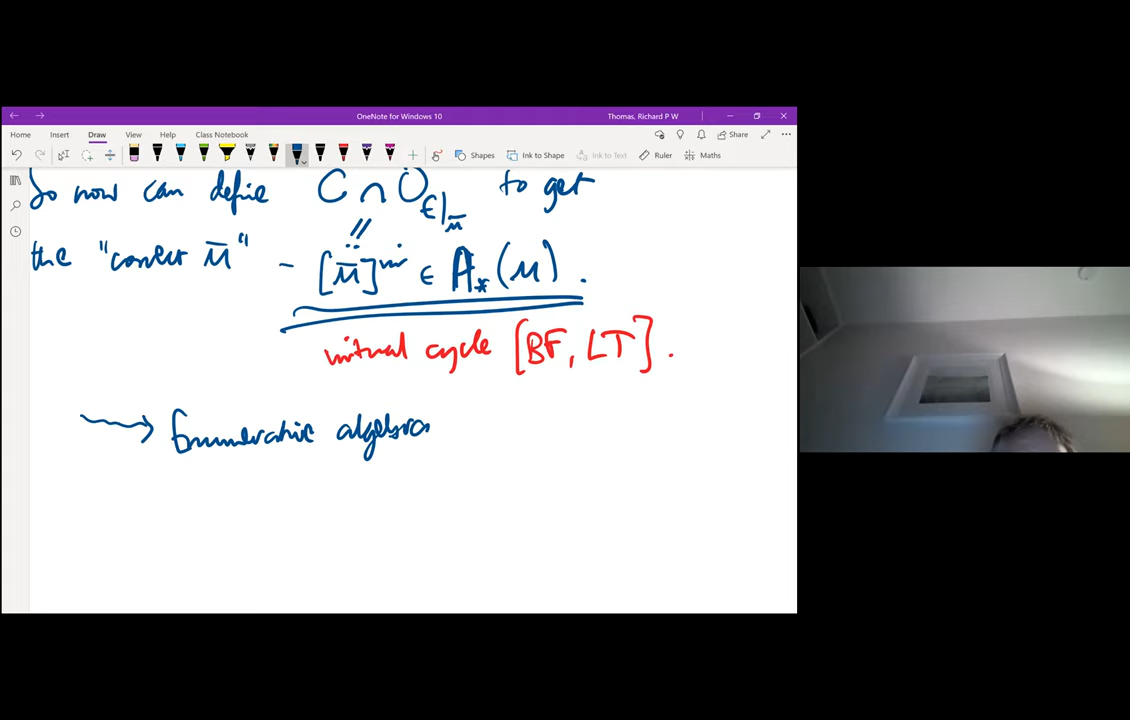 OneNote for Windows 10
Thomas, Richard P W
Home Insert Draw View Help Class Notebook
Share
Shapes Ink to Shape Ink to Text Ruler Maths
So now can define C ∩ O_{E|_{M̄}} to get
the "correct M̄" - [M̄]^{vir} ∈ A_*(M̄).
virtual cycle [BF, LT].
⟿ Enumerative algebra